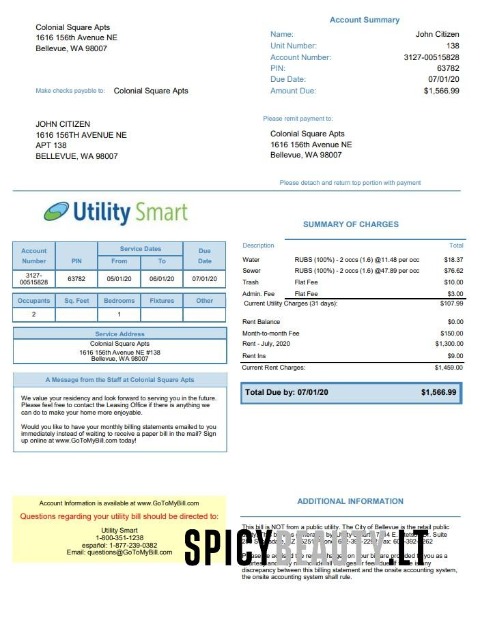 Colonial Square Apts
1616 156th Avenue NE
Bellevue, WA 98007
Account Summary
Name: John Citizen
Unit Number: 138
Account Number: 3127-00515828
PIN: 63782
Due Date: 07/01/20
Amount Due: $1,566.99
Make checks payable to: Colonial Square Apts
Please remit payment to:
JOHN CITIZEN
1616 156TH AVENUE NE
APT 138
BELLEVUE, WA 98007
Colonial Square Apts
1616 156th Avenue NE
Bellevue, WA 98007
Please detach and return top portion with payment
Utility Smart
Account Number PIN Service Dates From To Due Date
3127-00515828 63782 05/01/20 06/01/20 07/01/20
Occupants Sq. Feet Bedrooms Fixtures Other
2 1
Service Address
Colonial Square Apts
1616 156th Avenue NE #138
Bellevue, WA 98007
A Message from the Staff at Colonial Square Apts
We value your residency and look forward to serving you in the future.
Please feel free to contact the Leasing Office if there is anything we
can do to make your home more enjoyable.
Would you like to have your monthly billing statements emailed to you
immediately instead of waiting to receive a paper bill in the mail? Sign
up online at www.GoToMyBill.com today!
SUMMARY OF CHARGES
Description Total
Water RUBS (100%) - 2 occs (1.6) @11.48 per occ $18.37
Sewer RUBS (100%) - 2 occs (1.6) @47.89 per occ $76.62
Trash Flat Fee $10.00
Admin. Fee Flat Fee $3.00
Current Utility Charges (31 days): $107.99
Rent Balance $0.00
Month-to-month Fee $150.00
Rent - July, 2020 $1,300.00
Rent Ins $9.00
Current Rent Charges: $1,459.00
Total Due by: 07/01/20 $1,566.99
Account Information is available at www.GoToMyBill.com
Questions regarding your utility bill should be directed to:
Utility Smart
1-800-351-1238
español: 1-877-239-0382
Email: questions@GoToMyBill.com
ADDITIONAL INFORMATION
This bill is NOT from a public utility. The City of Bellevue is the retail public
discrepancy between this billing statement and the onsite accounting system,
the onsite accounting system shall rule.
SPICYBEAUTY.LT